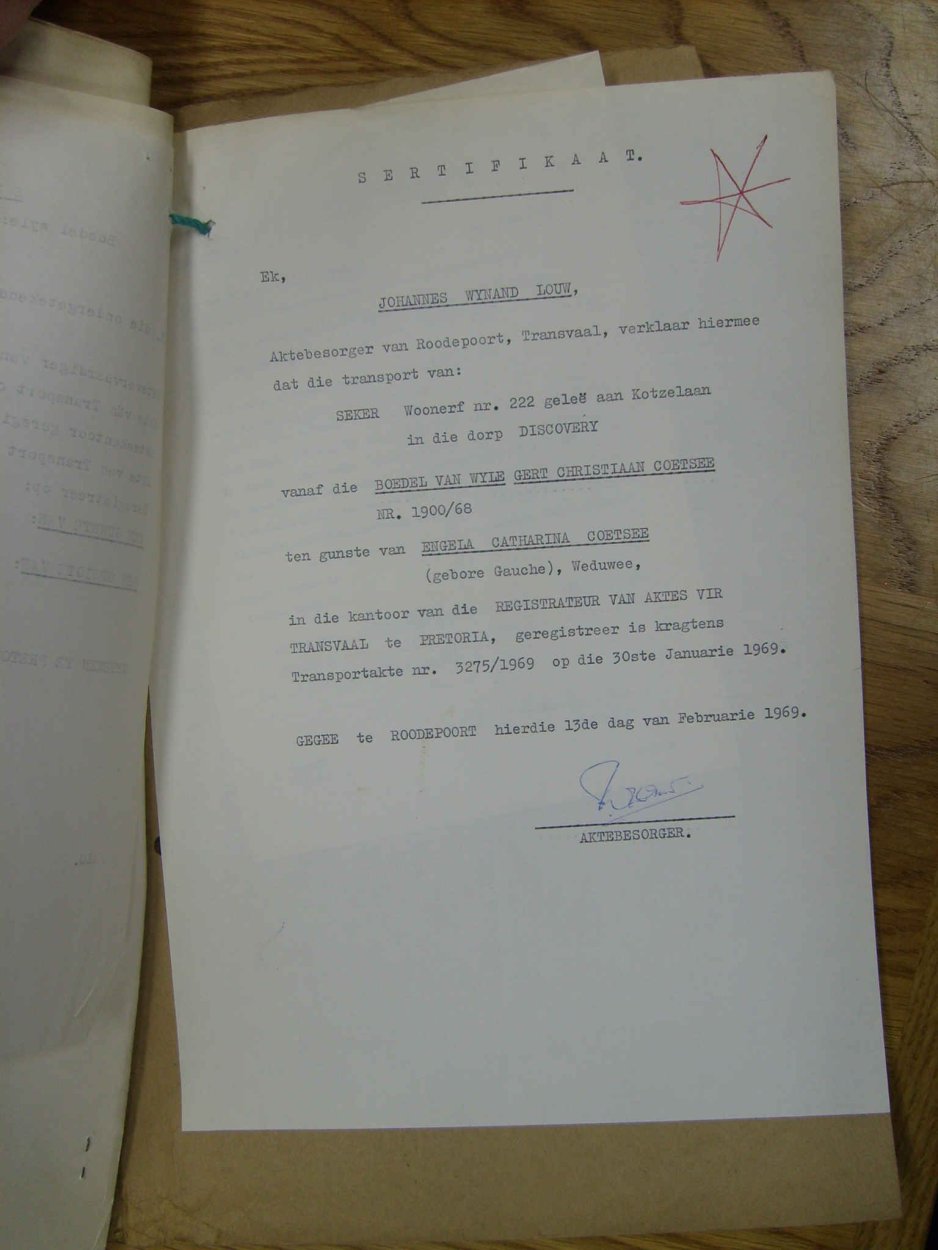 S E R T I F I K A A T.
Ek,
JOHANNES WYNAND LOUW,
Aktebesorger van Roodepoort, Transvaal, verklaar hiermee
dat die transport van:
SEKER Woonerf nr. 222 geleë aan Kotzelaan
in die dorp DISCOVERY
vanaf die BOEDEL VAN WYLE GERT CHRISTIAAN COETSEE
NR. 1900/68
ten gunste van ENGELA CATHARINA COETSEE
(gebore Gauche), Weduwee,
in die kantoor van die REGISTRATEUR VAN AKTES VIR
TRANSVAAL te PRETORIA, geregistreer is kragtens
Transportakte nr. 3275/1969 op die 30ste Januarie 1969.
GEGEE te ROODEPOORT hierdie 13de dag van Februarie 1969.
AKTEBESORGER.